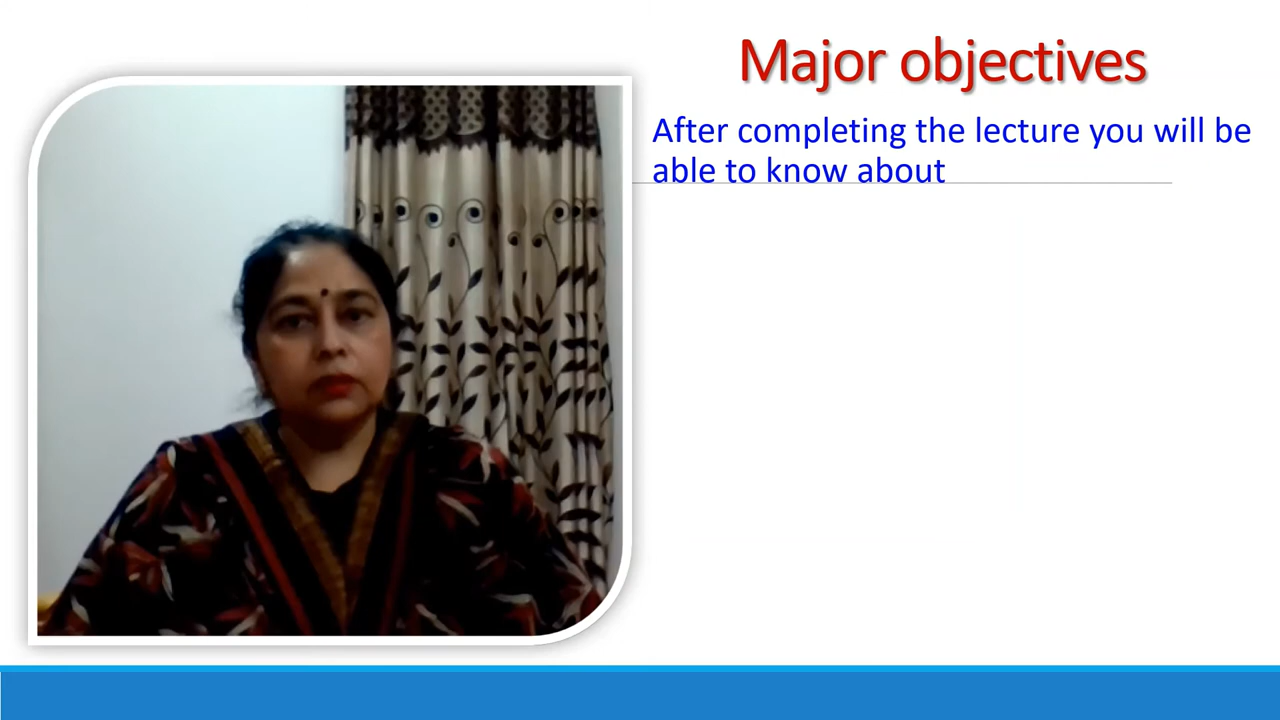 Major objectives
After completing the lecture you will be
able to know about